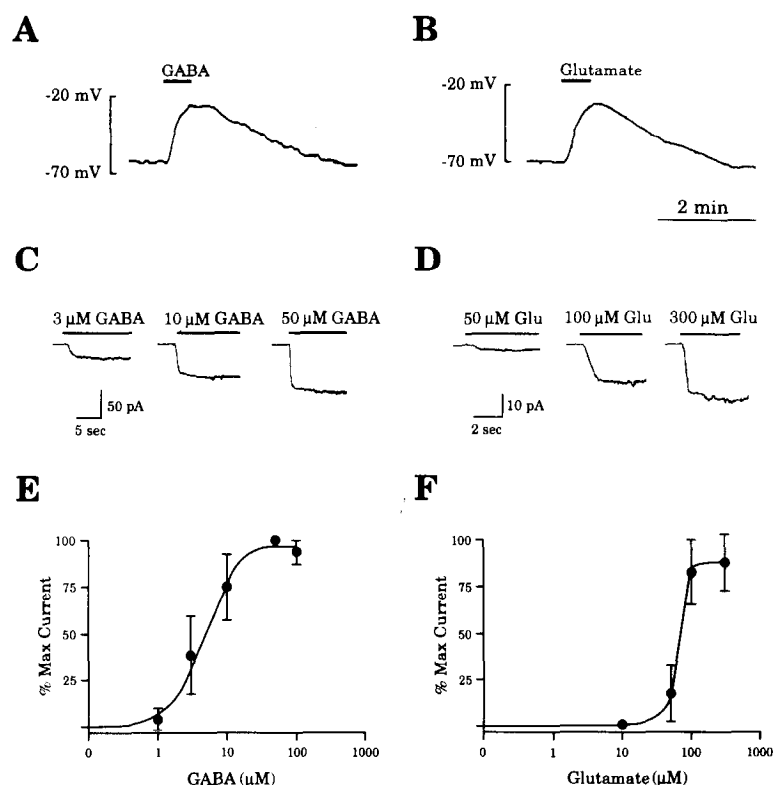 A
GABA
-20 mV
-70 mV
B
Glutamate
-20 mV
-70 mV
2 min
C
3 µM GABA
10 µM GABA
50 µM GABA
50 pA
5 sec
D
50 µM Glu
100 µM Glu
300 µM Glu
10 pA
2 sec
E
100
75
50
25
% Max Current
0
1
10
100
1000
GABA (µM)
F
100
75
50
25
% Max Current
0
1
10
100
1000
Glutamate (µM)